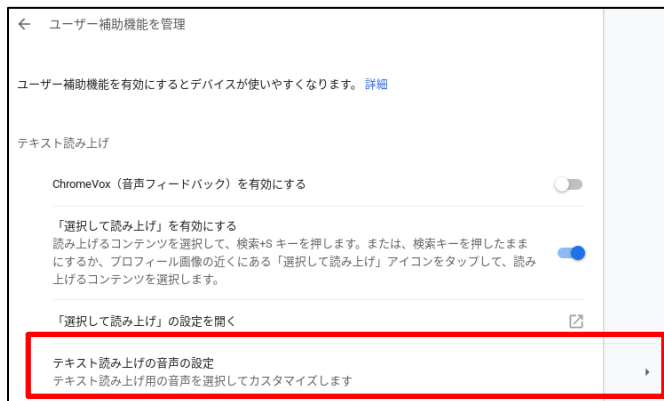 ユーザー補助機能を管理
ユーザー補助機能を有効にするとデバイスが使いやすくなります。 詳細
テキスト読み上げ
ChromeVox（音声フィードバック）を有効にする
「選択して読み上げ」を有効にする
読み上げるコンテンツを選択して、検索+S キーを押します。または、検索キーを押したまま
にするか、プロフィール画像の近くにある「選択して読み上げ」アイコンをタップして、読み
上げるコンテンツを選択します。
「選択して読み上げ」の設定を開く
テキスト読み上げの音声の設定
テキスト読み上げ用の音声を選択してカスタマイズします